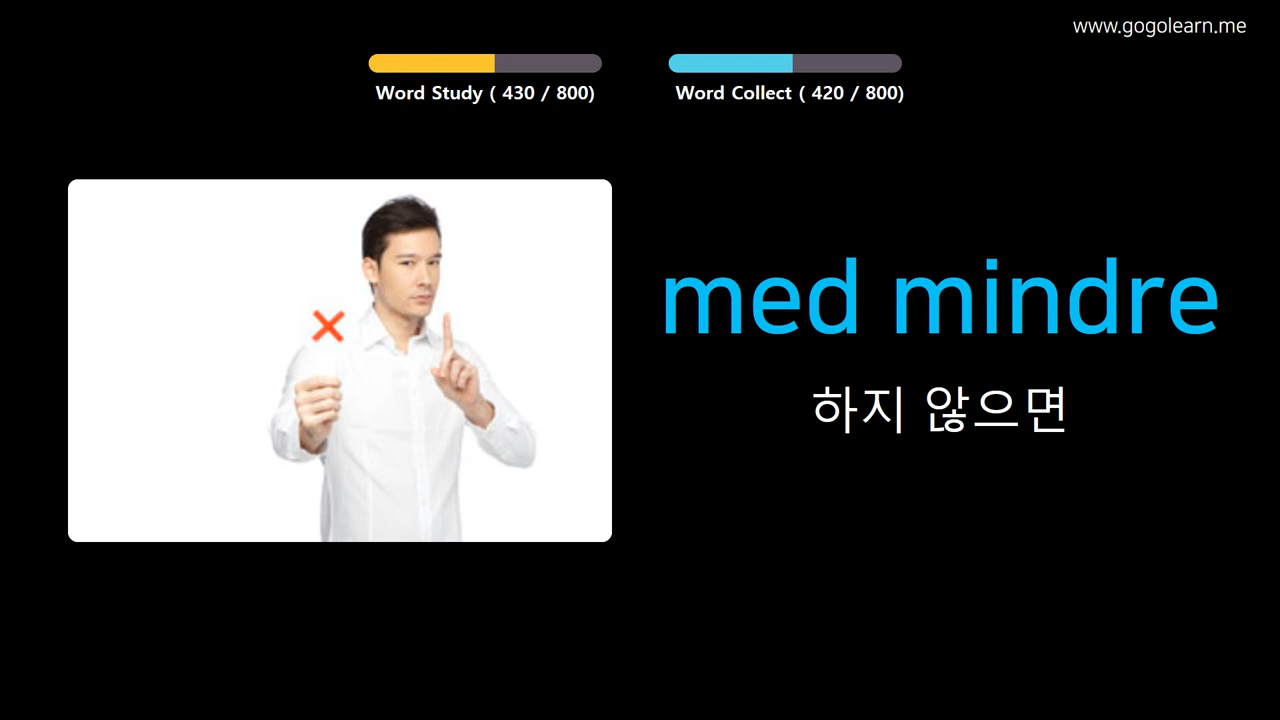 www.gogolearn.me
Word Study ( 430 / 800)
Word Collect ( 420 / 800)
med mindre
하지 않으면